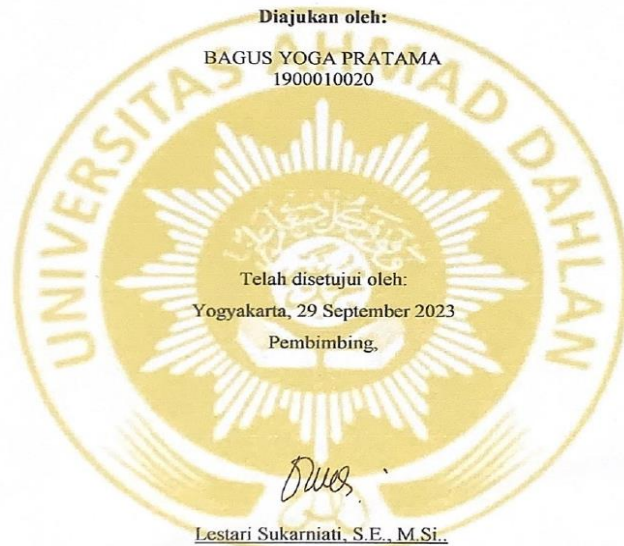 Diajukan oleh:
BAGUS YOGA PRATAMA
1900010020
UNIVERSITAS AHMAD DAHLAN
Telah disetujui oleh:
Yogyakarta, 29 September 2023
Pembimbing,
Lestari Sukarniati, S.E., M.Si..